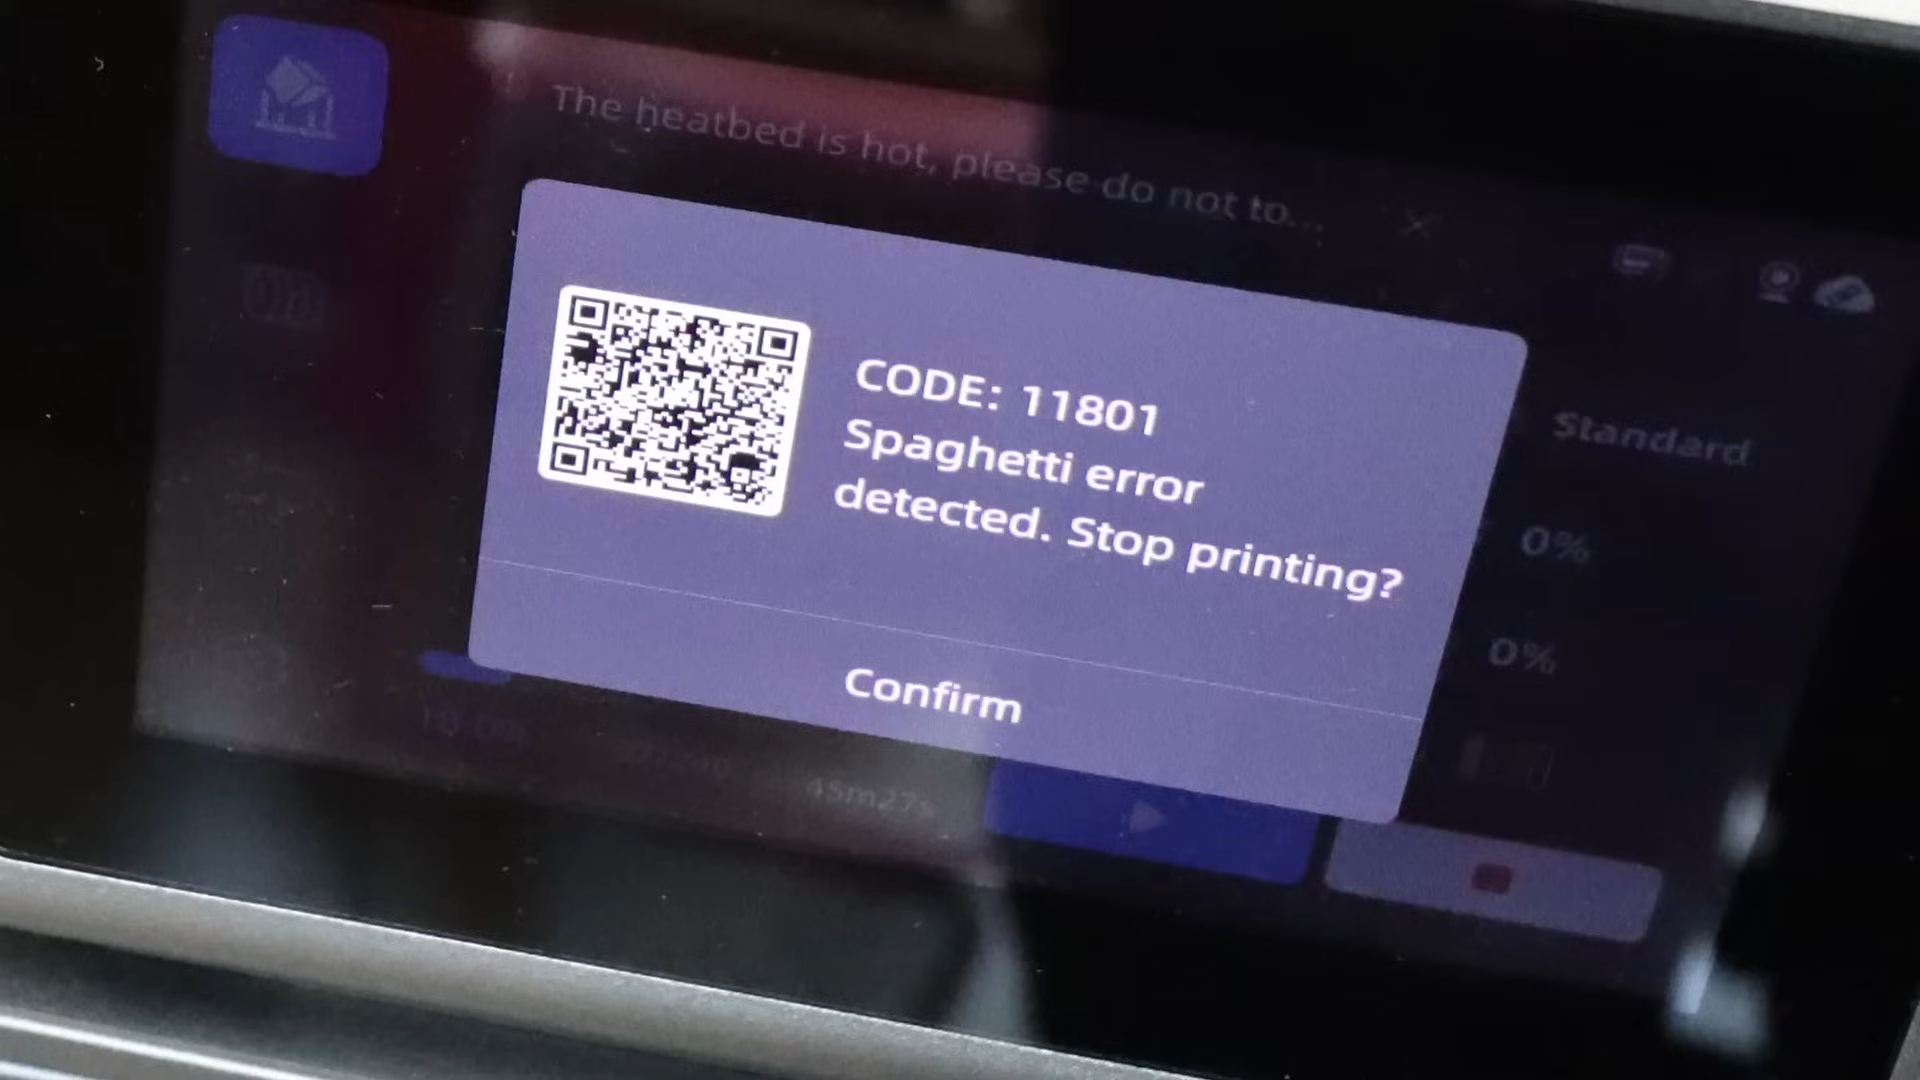 The heatbed is hot, please do not to...
CODE: 11801
Spaghetti error
detected. Stop printing?
Confirm
Standard
0%
0%
45m27s